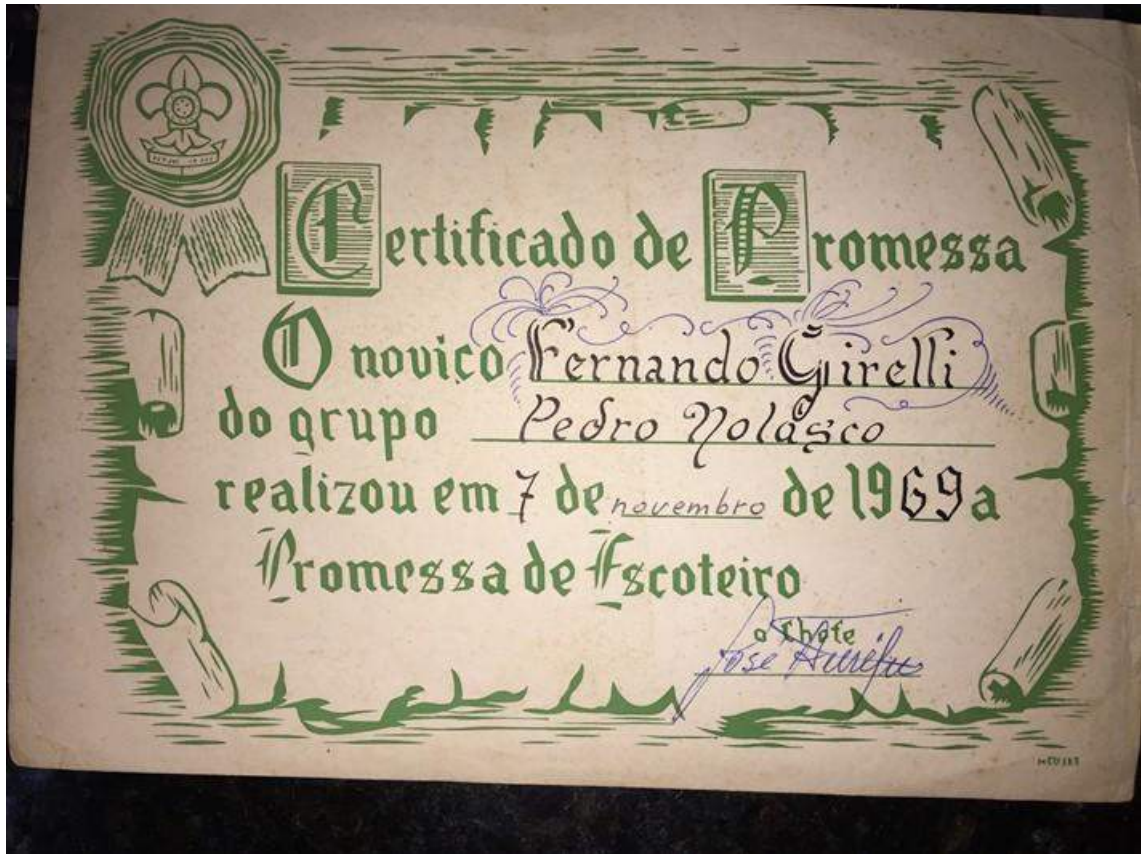 Certificado de Promessa
O noviço Fernando Girelli
do grupo Pedro Nolasco
realizou em 7 de novembro de 1969 a
Promessa de Escoteiro
o Chefe
José